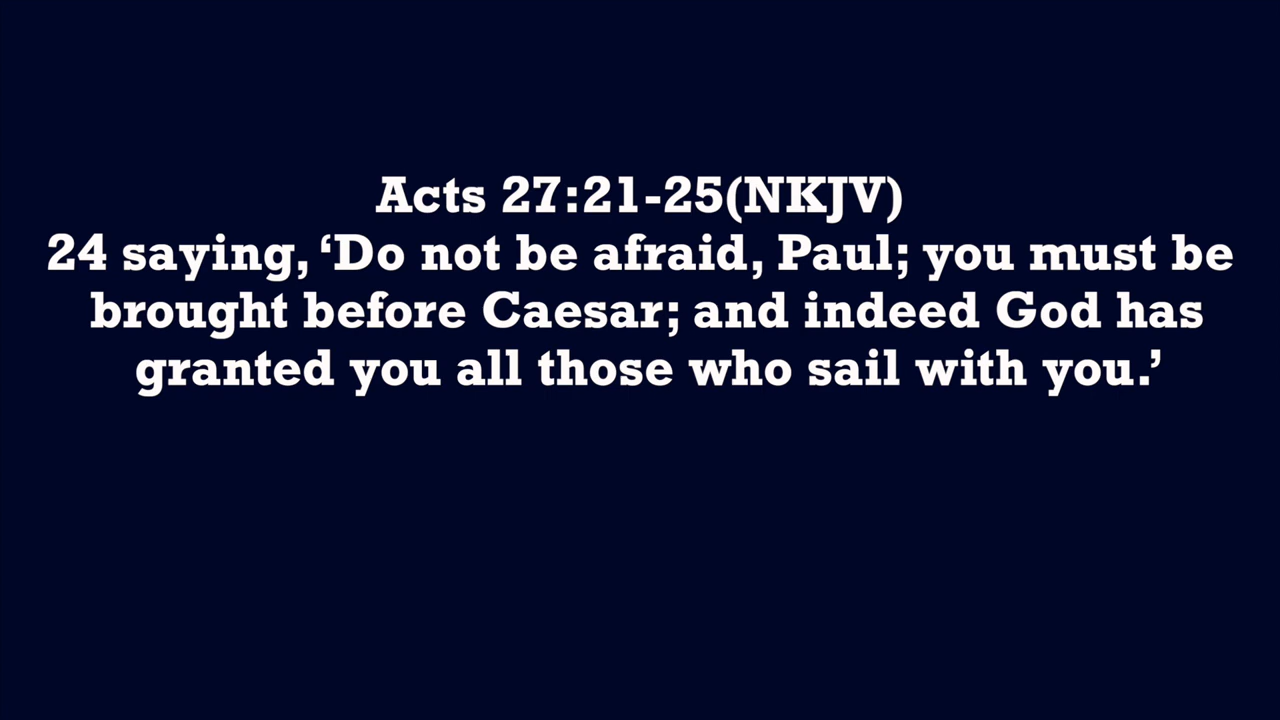 Acts 27:21-25(NKJV)
24 saying, ‘Do not be afraid, Paul; you must be
brought before Caesar; and indeed God has
granted you all those who sail with you.’